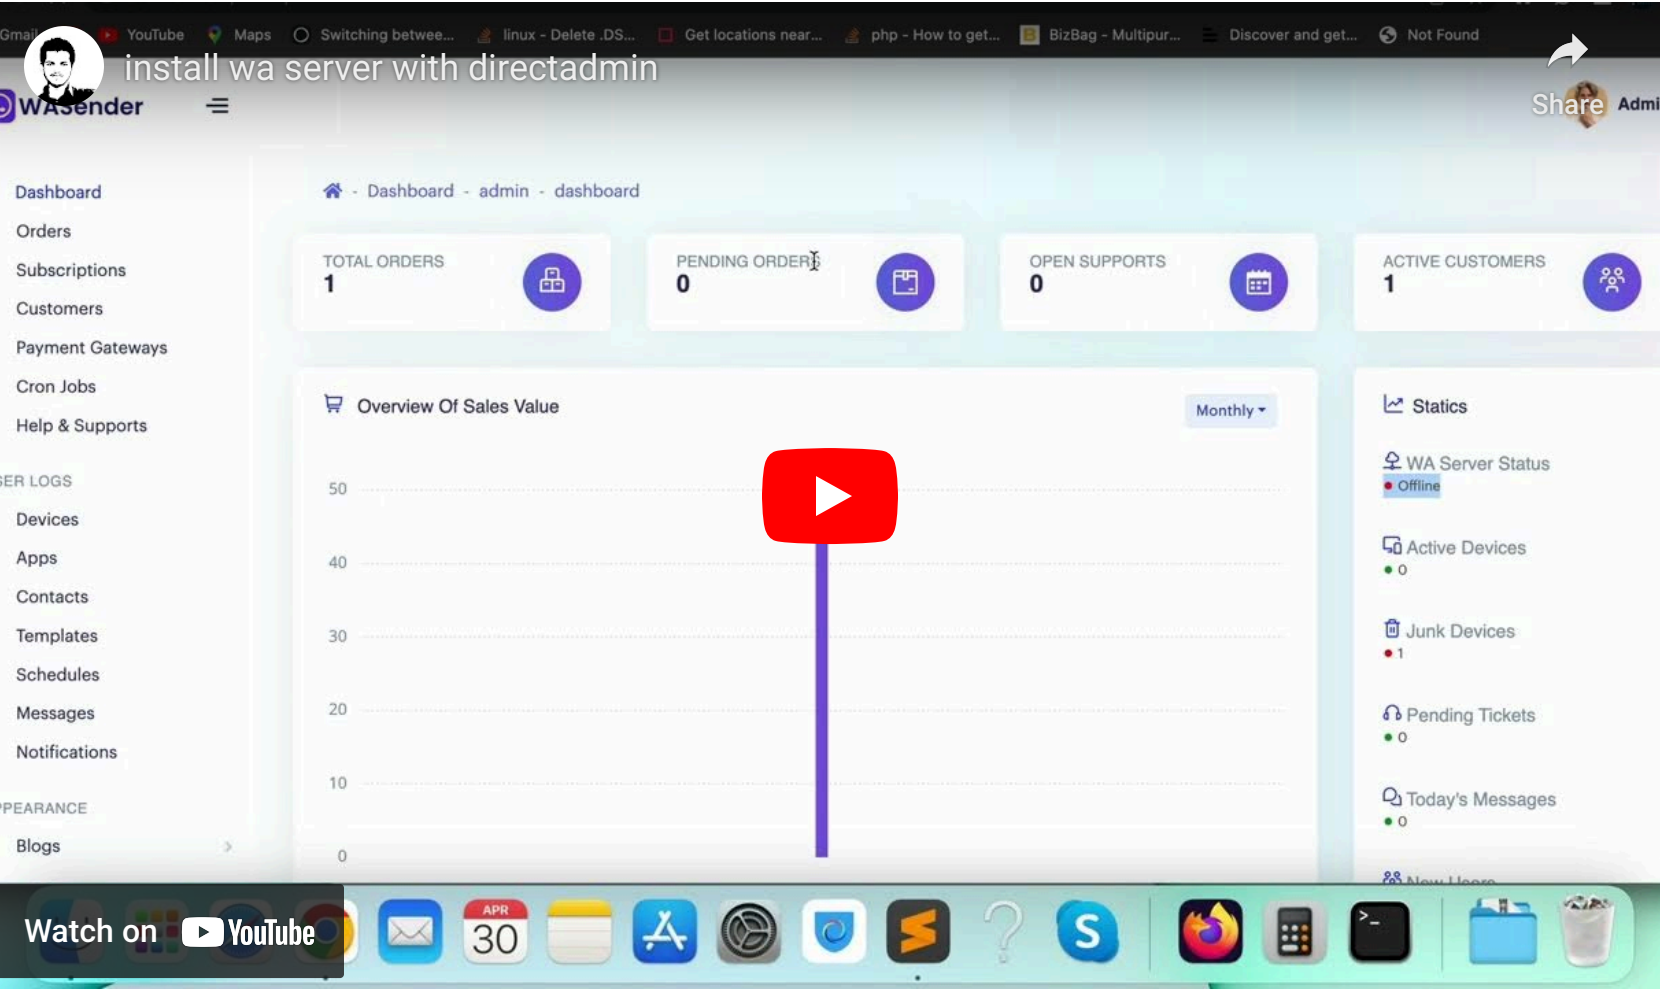 Gmail YouTube Maps Switching betwee... linux - Delete .DS... Get locations near... php - How to get... BizBag - Multipur... Discover and get... Not Found
install wa server with directadmin
Share
WASender
Admi
Dashboard
Orders
Subscriptions
Customers
Payment Gateways
Cron Jobs
Help & Supports
SER LOGS
Devices
Apps
Contacts
Templates
Schedules
Messages
Notifications
PPEARANCE
Blogs
- Dashboard - admin - dashboard
TOTAL ORDERS
1
PENDING ORDERS
0
OPEN SUPPORTS
0
ACTIVE CUSTOMERS
1
Overview Of Sales Value
Monthly
50
40
30
20
10
0
Statics
WA Server Status
Offline
Active Devices
0
Junk Devices
1
Pending Tickets
0
Today's Messages
0
New Users
Watch on YouTube
APR
30